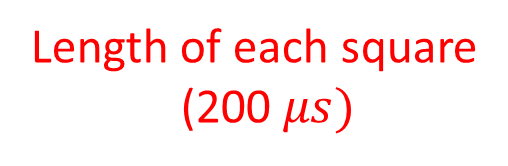 Length of each square
(200 𝜇𝑠)